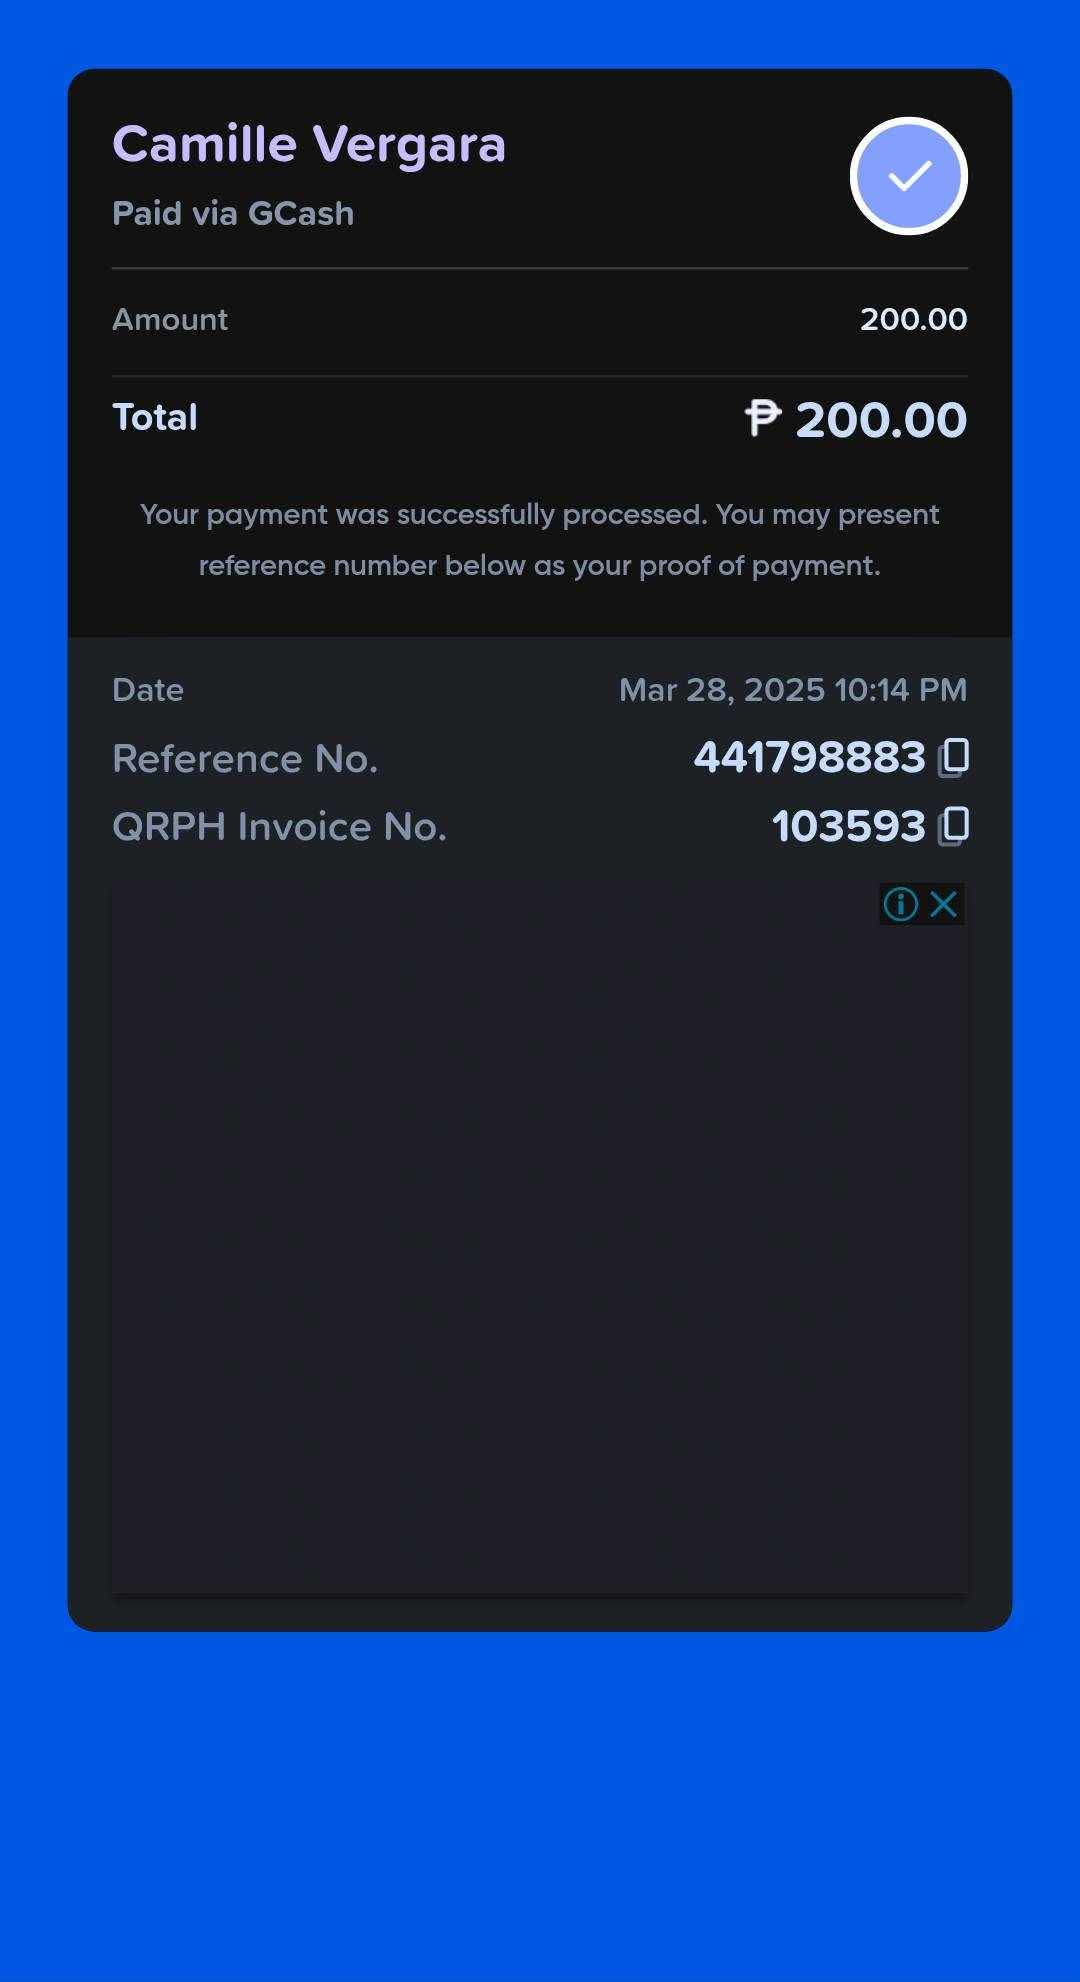 Camille Vergara
Paid via GCash
Amount 200.00
Total ₱ 200.00
Your payment was successfully processed. You may present
reference number below as your proof of payment.
Date Mar 28, 2025 10:14 PM
Reference No. 441798883
QRPH Invoice No. 103593